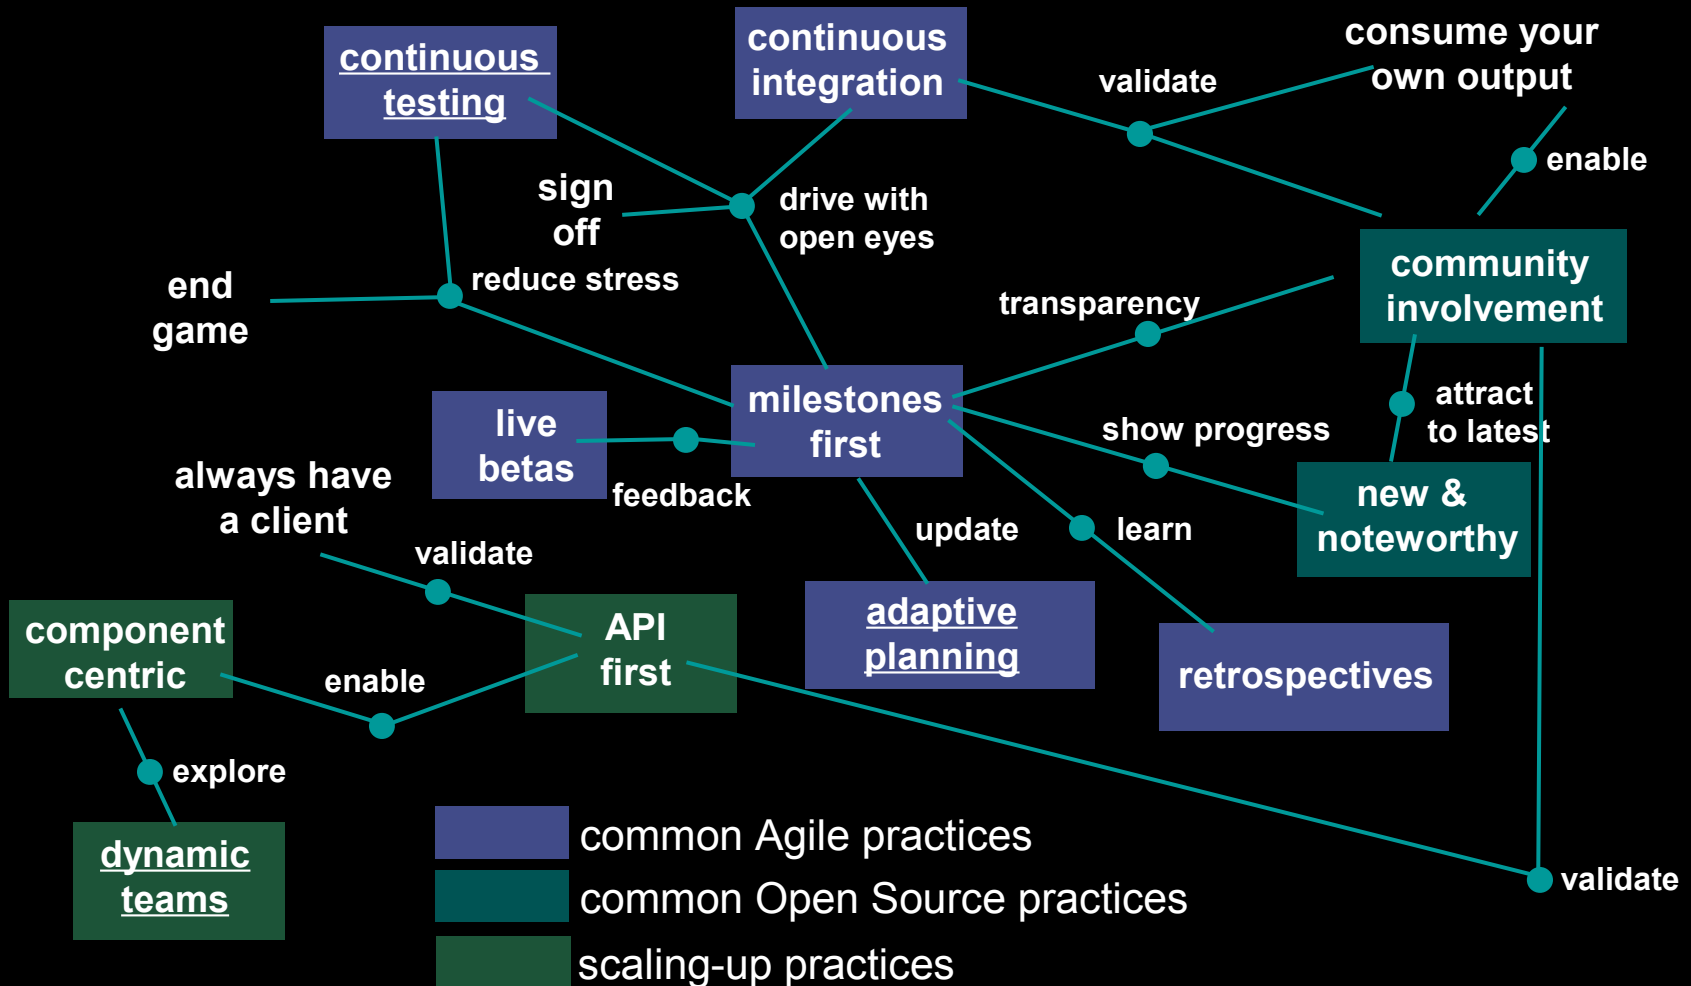 continuous
testing
continuous
integration
validate
consume your
own output
enable
sign
off
drive with
open eyes
end
game
reduce stress
transparency
community
involvement
live
betas
feedback
milestones
first
show progress
attract
to latest
always have
a client
validate
update
learn
new &
noteworthy
component
centric
enable
API
first
adaptive
planning
retrospectives
explore
dynamic
teams
common Agile practices
common Open Source practices
scaling-up practices
validate